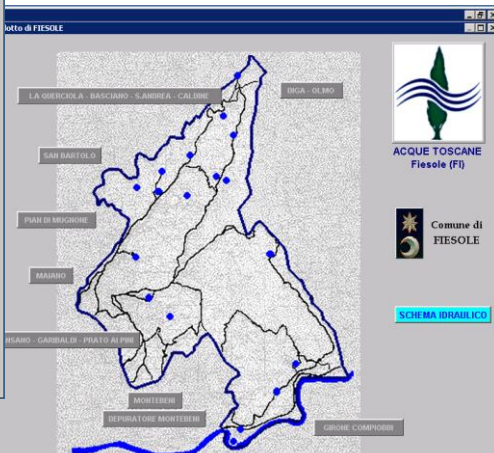 lotto di FIESOLE
LA QUERCIOLA - BASCIANO - S.ANDREA - CALDINE
DIGA - OLMO
SAN BARTOLO
PIAN DI MUGNONE
MAIANO
NSANO - GARIBALDI - PRATO AI PINI
MONTEBENI
DEPURATORE MONTEBENI
GIRONE COMPIOBBI
ACQUE TOSCANE
Fiesole (FI)
Comune di
FIESOLE
SCHEMA IDRAULICO